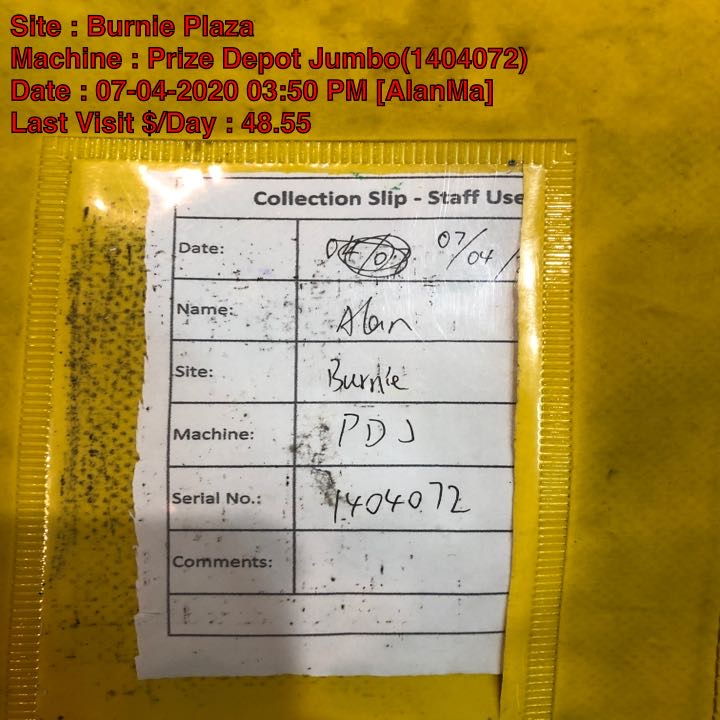 Site : Burnie Plaza
Machine : Prize Depot Jumbo(1404072)
Date : 07-04-2020 03:50 PM [AlanMa]
Last Visit $/Day : 48.55
Collection Slip - Staff Use
Date: 07/04/
Name: Alan
Site: Burnie
Machine: PDJ
Serial No.: 1404072
Comments: